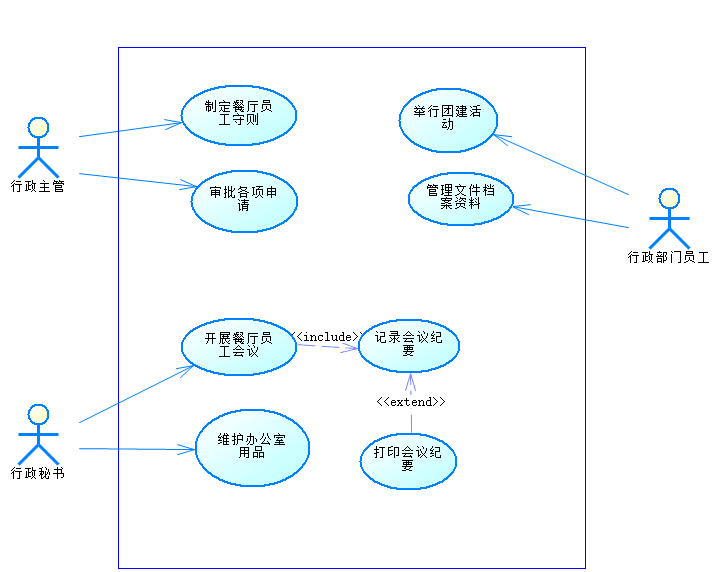 制定餐厅员
工守则
举行团建活
动
行政主管
审批各项申
请
管理文件档
案资料
行政部门员工
开展餐厅员
工会议
<<include>>
记录会议纪
要
<<extend>>
行政秘书
维护办公室
用品
打印会议纪
要